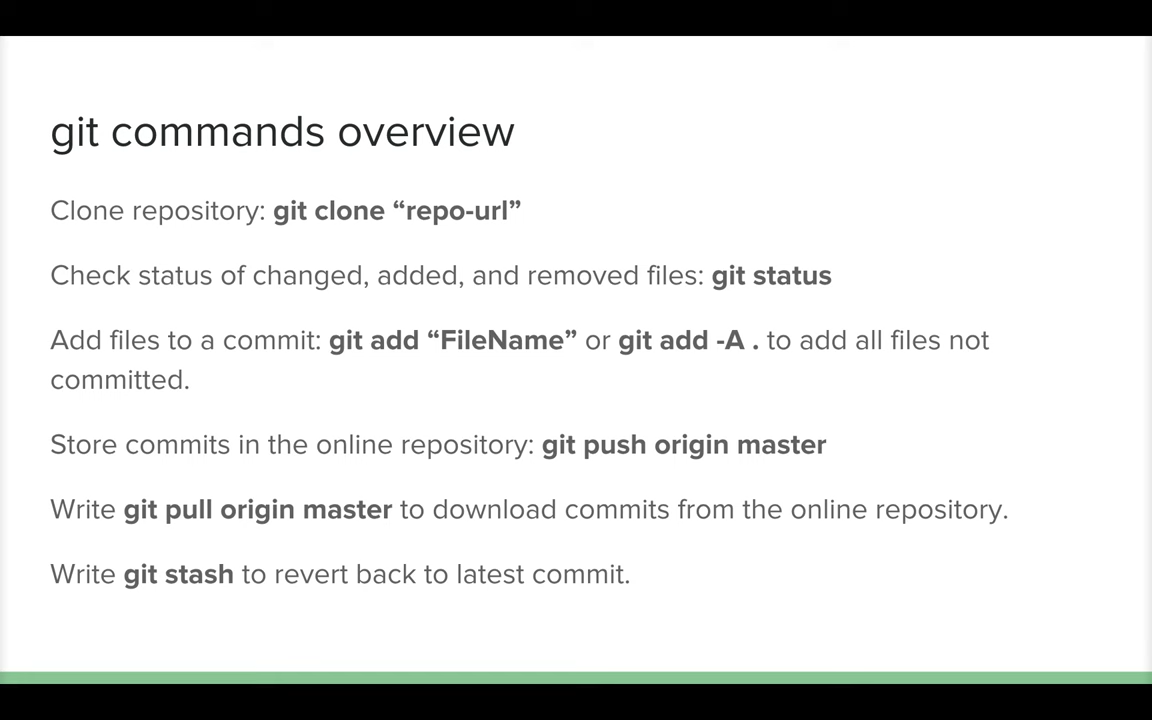 git commands overview
Clone repository: git clone “repo-url”
Check status of changed, added, and removed files: git status
Add files to a commit: git add “FileName” or git add -A . to add all files not
committed.
Store commits in the online repository: git push origin master
Write git pull origin master to download commits from the online repository.
Write git stash to revert back to latest commit.